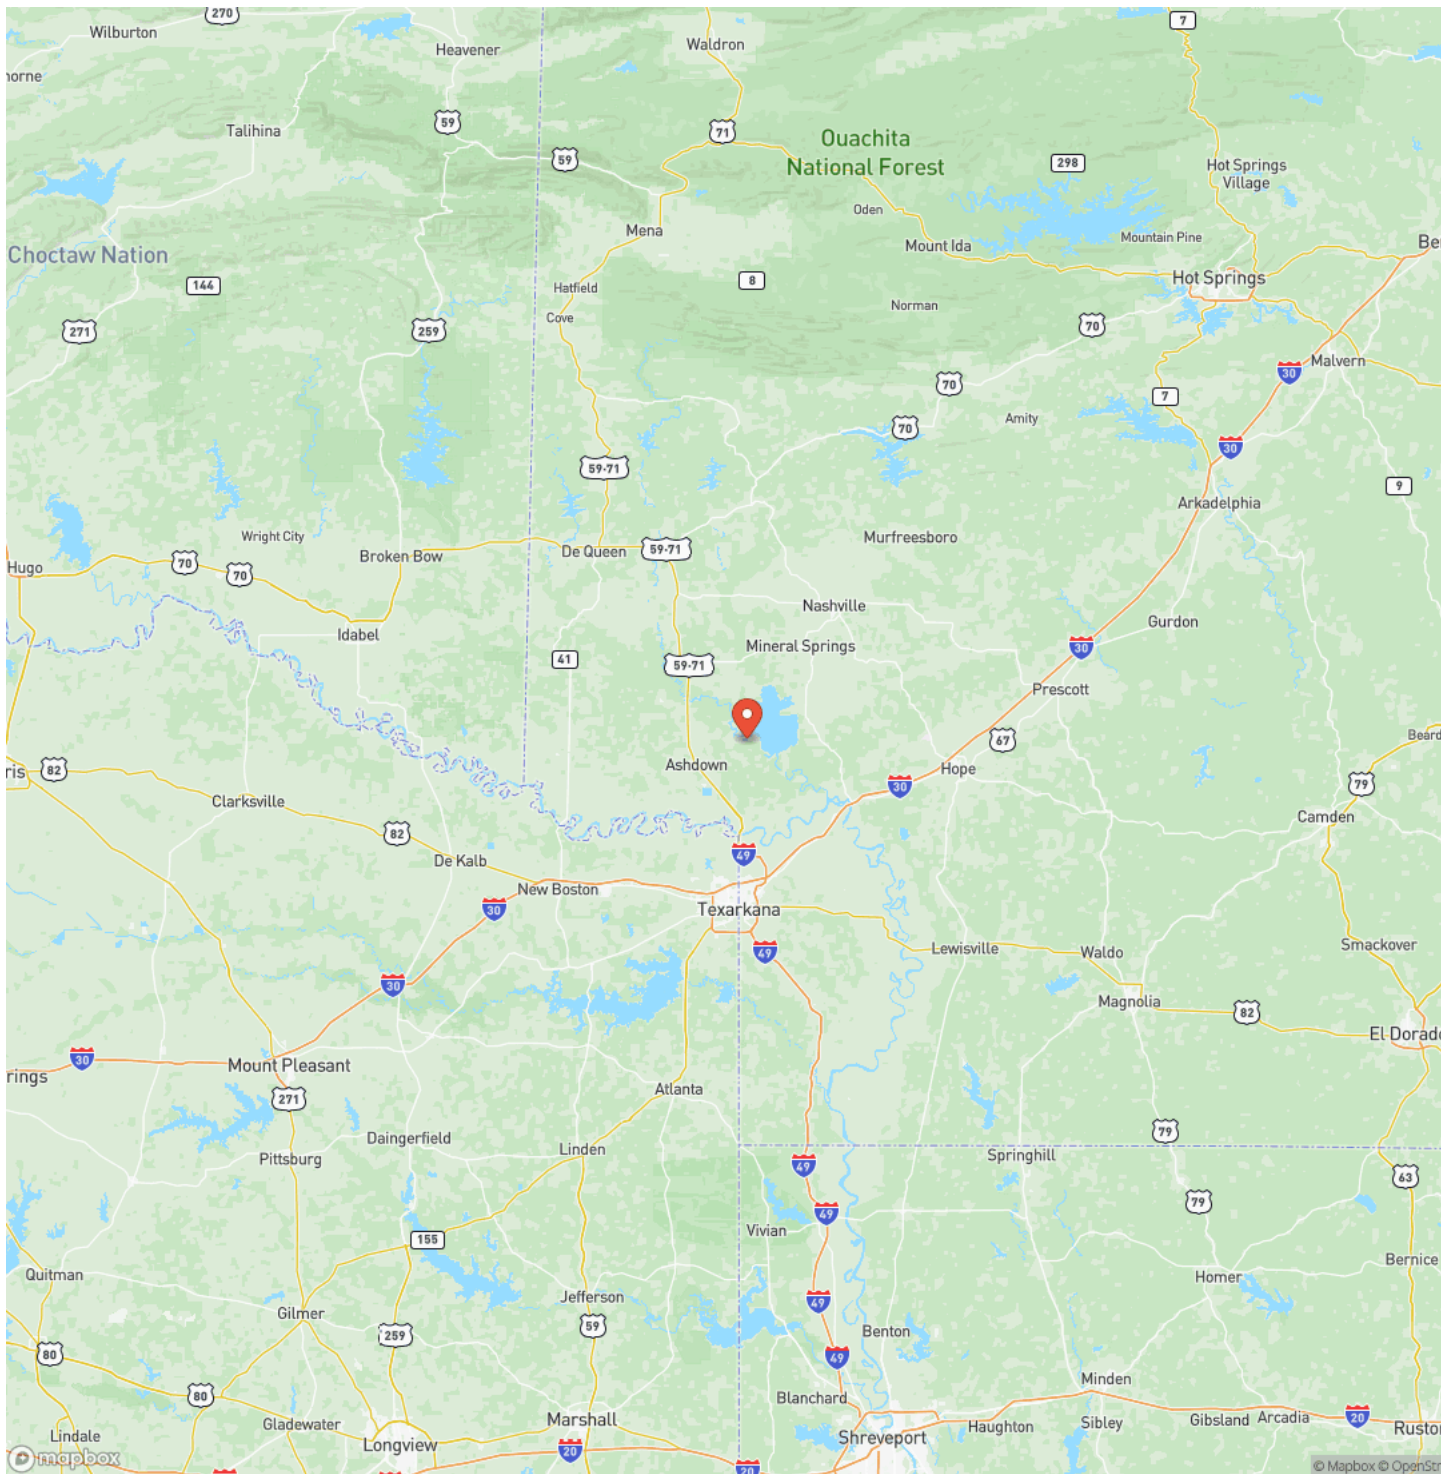 270
Wilburton
Heavener
Waldron
7
horne
59
Talihina
71
59
Ouachita
National Forest
298
Hot Springs
Village
Oden
Choctaw Nation
Mena
Mount Ida
Mountain Pine
Be
144
Hatfield
8
Hot Springs
271
259
Cove
Norman
70
30
Malvern
70
7
70
Amity
59-71
30
9
Arkadelphia
Wright City
Broken Bow
De Queen
59-71
Murfreesboro
Hugo
70
70
Idabel
Nashville
Gurdon
Mineral Springs
41
59-71
30
Prescott
67
Beard
ris
82
Ashdown
Hope
30
79
Clarksville
82
Camden
De Kalb
49
New Boston
30
Texarkana
49
Lewisville
Waldo
Smackover
30
Magnolia
82
El Dorado
30
Mount Pleasant
rings
271
Atlanta
Daingerfield
Linden
79
Pittsburg
49
Springhill
63
79
49
Vivian
155
Quitman
Homer
Bernice
Jefferson
49
Gilmer
259
59
Benton
80
49
80
Blanchard
Minden
Gladewater
Marshall
Haughton
Sibley
Gibsland
Arcadia
20
Lindale
Longview
20
Shreveport
Rusto
mapbox
20
© Mapbox © OpenStr